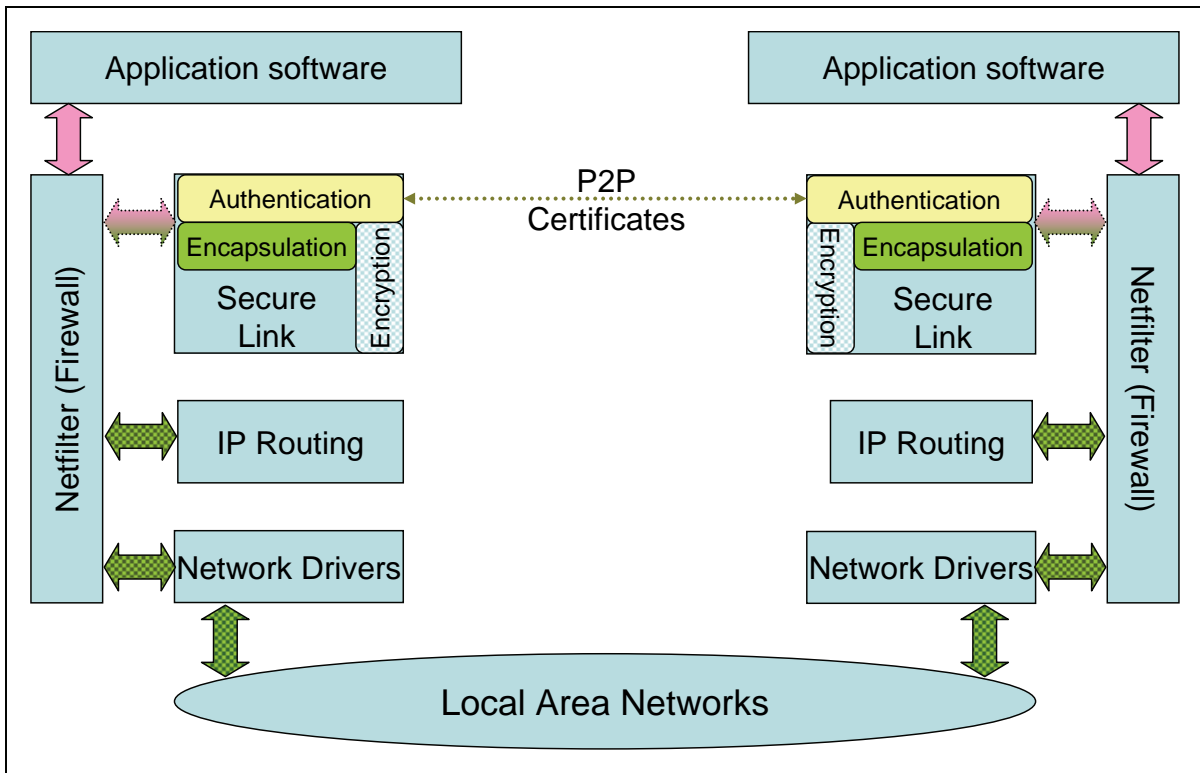 Application software
Application software
P2P
Certificates
Authentication
Encapsulation
Encryption
Secure
Link
Authentication
Encapsulation
Encryption
Secure
Link
Netfilter (Firewall)
Netfilter (Firewall)
IP Routing
IP Routing
Network Drivers
Network Drivers
Local Area Networks